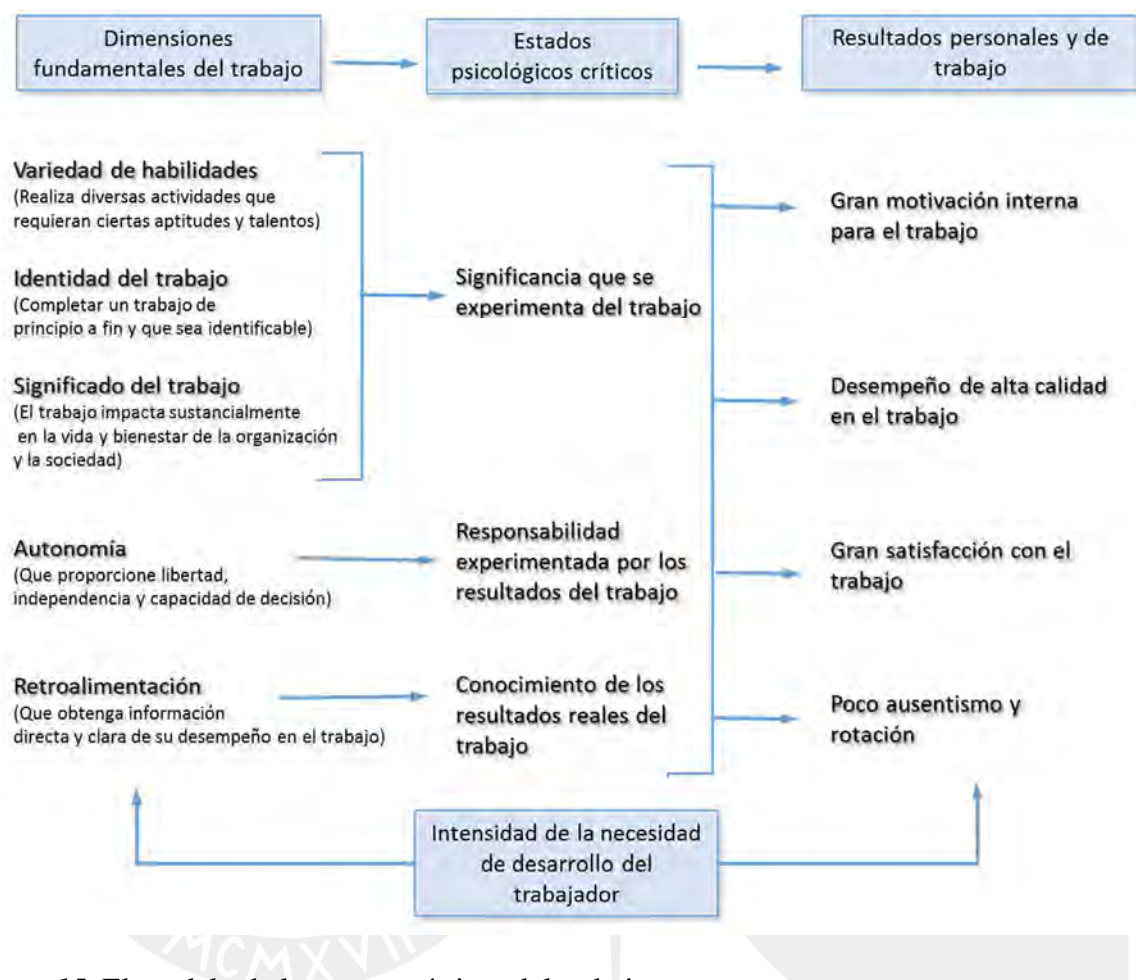 Dimensiones
fundamentales del trabajo
Estados
psicológicos críticos
Resultados personales y de
trabajo
Variedad de habilidades
(Realiza diversas actividades que
requieran ciertas aptitudes y talentos)
Identidad del trabajo
(Completar un trabajo de
principio a fin y que sea identificable)
Significado del trabajo
(El trabajo impacta sustancialmente
en la vida y bienestar de la organización
y la sociedad)
Autonomía
(Que proporcione libertad,
independencia y capacidad de decisión)
Retroalimentación
(Que obtenga información
directa y clara de su desempeño en el trabajo)
Significancia que se
experimenta del trabajo
Responsabilidad
experimentada por los
resultados del trabajo
Conocimiento de los
resultados reales del
trabajo
Gran motivación interna
para el trabajo
Desempeño de alta calidad
en el trabajo
Gran satisfacción con el
trabajo
Poco ausentismo y
rotación
Intensidad de la necesidad
de desarrollo del
trabajador
MCMXVII